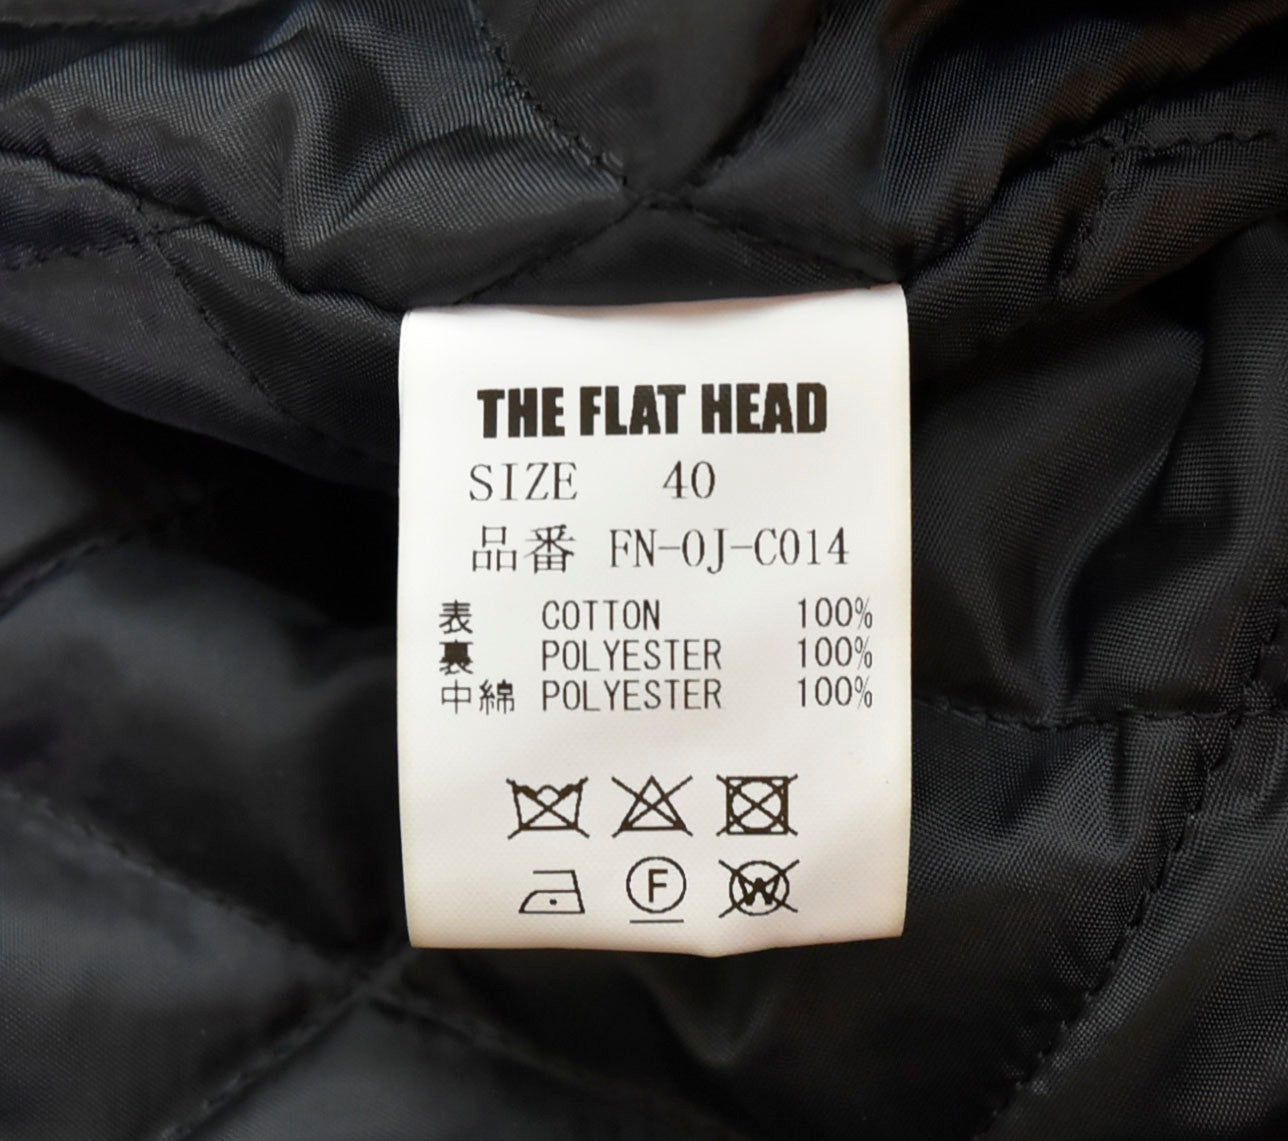 THE FLAT HEAD
SIZE 40
品番 FN-OJ-C014
表 COTTON 100%
裏 POLYESTER 100%
中綿 POLYESTER 100%
F
W